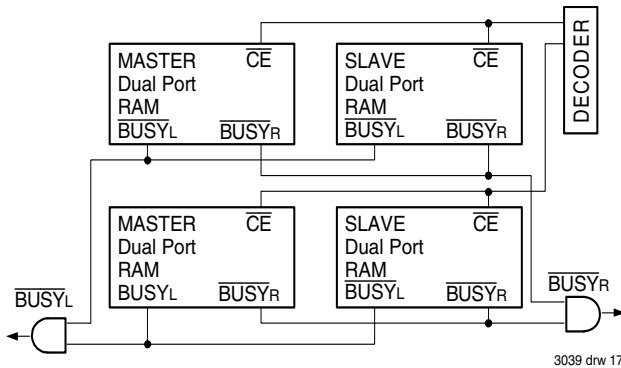 MASTER CE
Dual Port
RAM
BUSYL BUSYR
SLAVE CE
Dual Port
RAM
BUSYL BUSYR
DECODER
MASTER CE
Dual Port
RAM
BUSYL BUSYR
SLAVE CE
Dual Port
RAM
BUSYL BUSYR
BUSYL
BUSYR
3039 drw 17